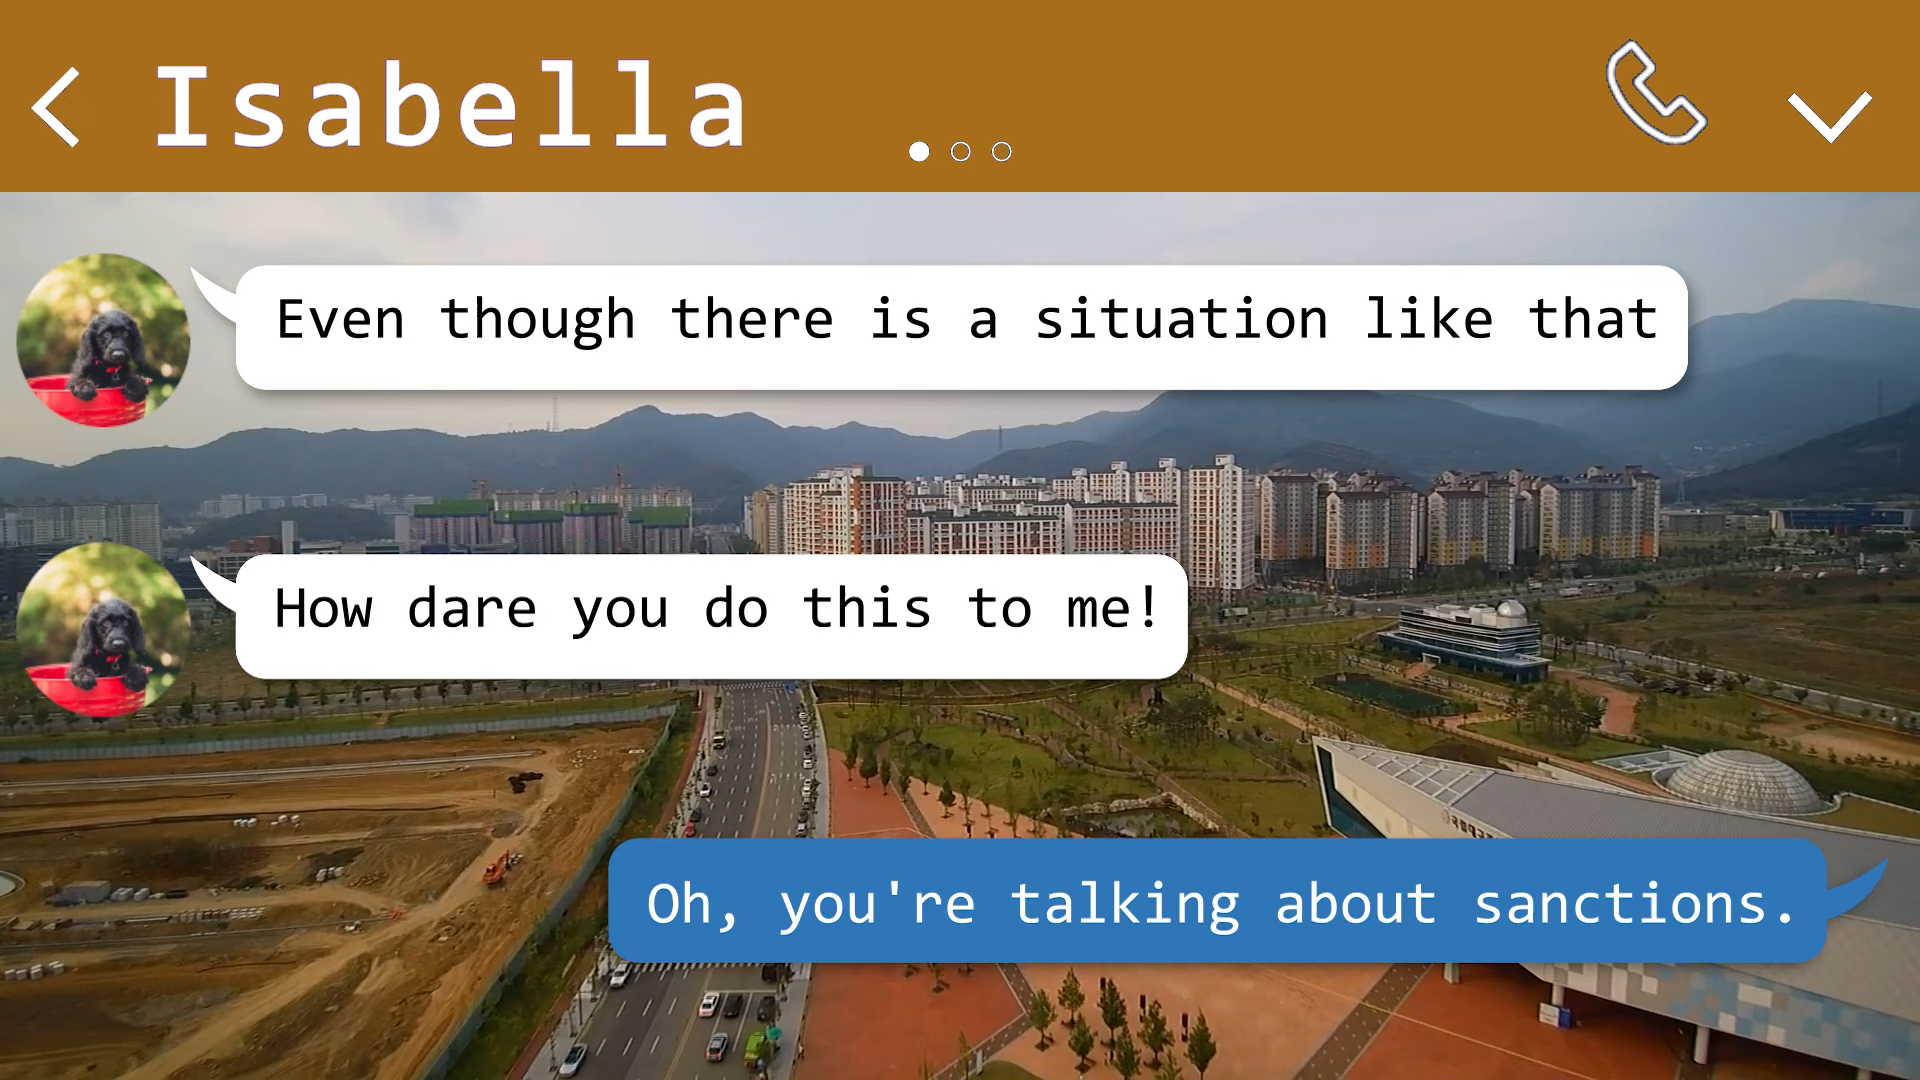 Isabella
Even though there is a situation like that
How dare you do this to me!
Oh, you're talking about sanctions.